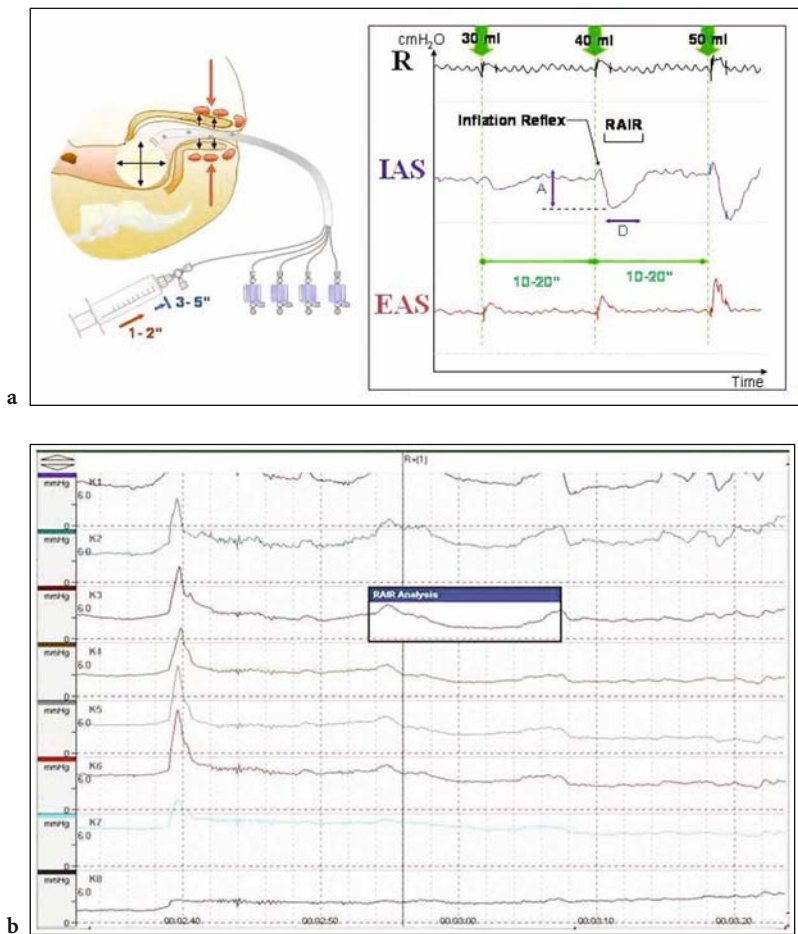 cmH2O
30 ml 40 ml 50 ml
R
Inflation Reflex
RAIR
IAS
A
D
10-20" 10-20"
EAS
3-5"
1-2"
Time
a
R+(1)
mmHg K1
6.0
0
mmHg K2
6.0
0
mmHg K3
6.0
RAIR Analysis
0
mmHg K4
6.0
0
mmHg K5
6.0
0
mmHg K6
6.0
0
mmHg K7
6.0
0
mmHg K8
6.0
0
00:02:40 00:02:50 00:03:00 00:03:10 00:03:20
b